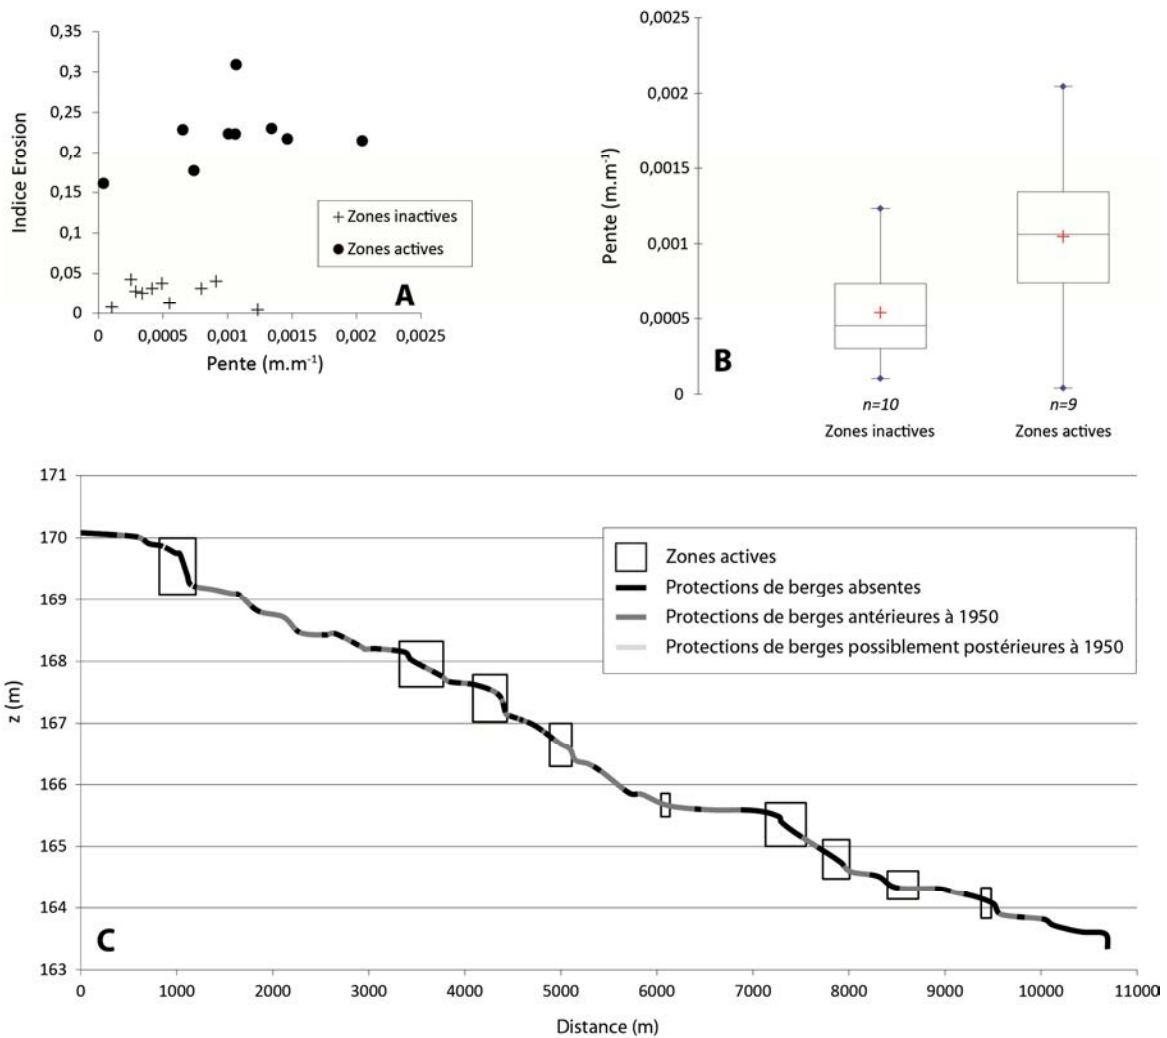 0,35
0,3
0,25
0,2
0,15
0,1
0,05
0
Indice Erosion
Zones inactives
Zones actives
A
0 0,0005 0,001 0,0015 0,002 0,0025
Pente (m.m⁻¹)
0,0025
0,002
0,0015
0,001
0,0005
0
Pente (m.m⁻¹)
B
n=10 n=9
Zones inactives Zones actives
171
170
169
168
167
166
165
164
163
z (m)
Zones actives
Protections de berges absentes
Protections de berges antérieures à 1950
Protections de berges possiblement postérieures à 1950
C
0 1000 2000 3000 4000 5000 6000 7000 8000 9000 10000 11000
Distance (m)